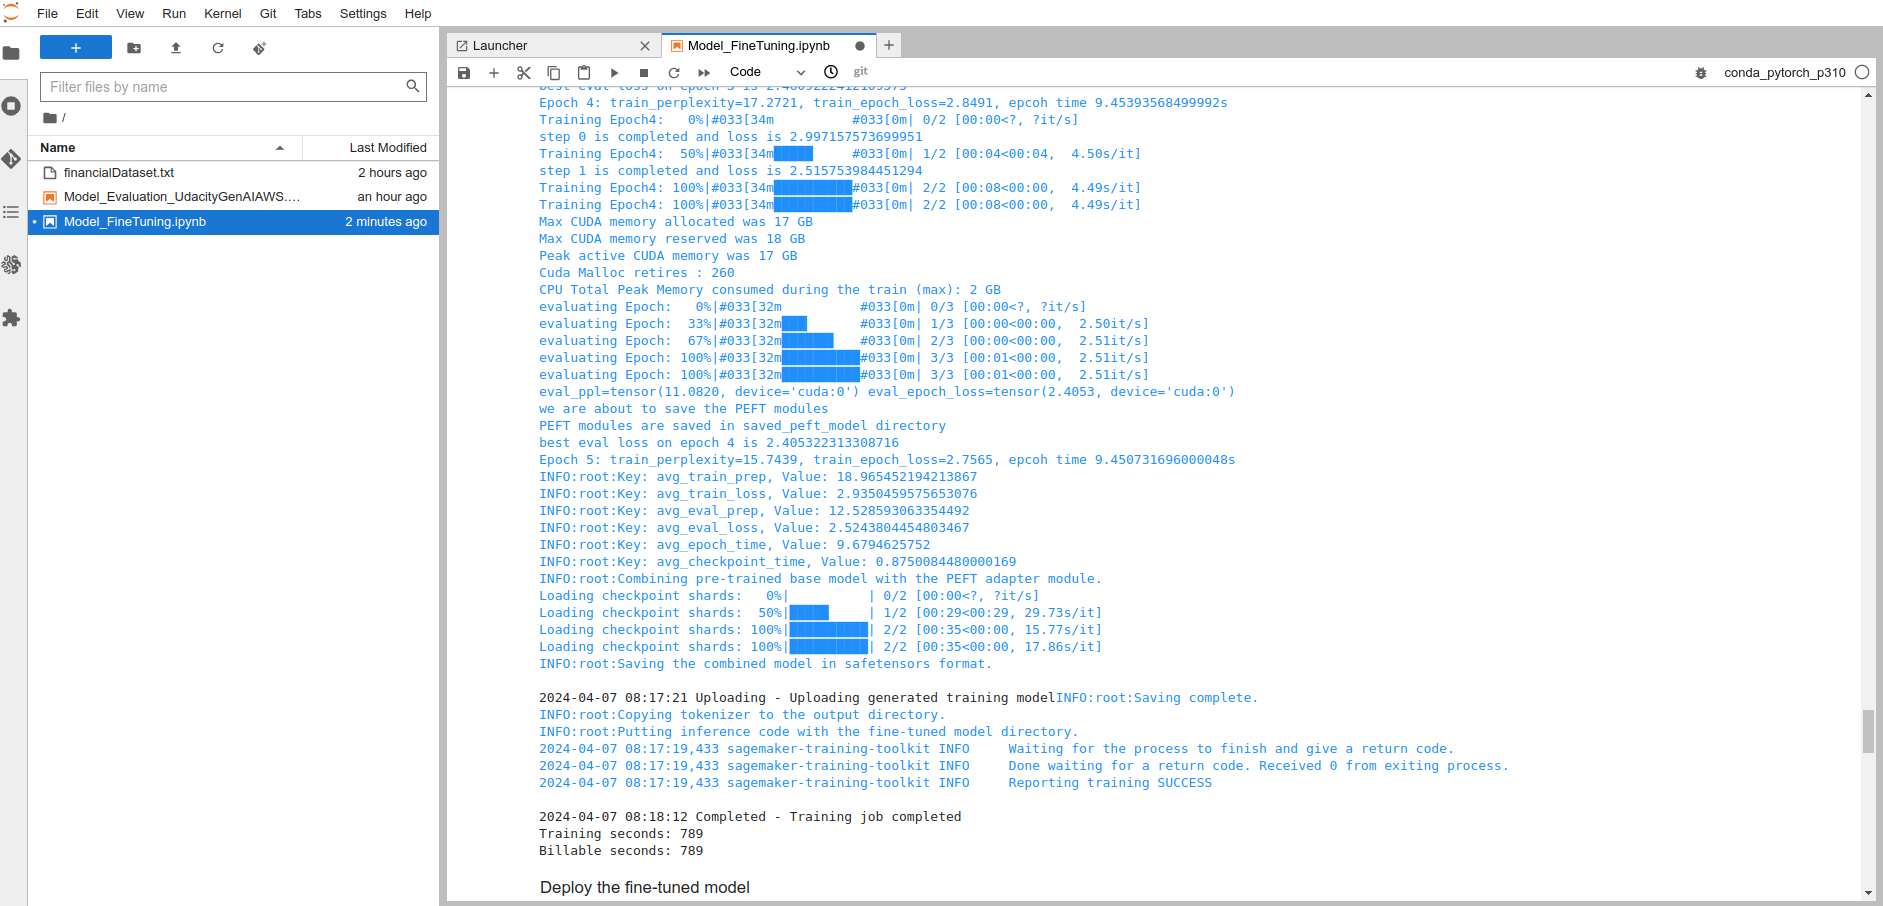 File Edit View Run Kernel Git Tabs Settings Help
Filter files by name
/
Name Last Modified
financialDataset.txt 2 hours ago
Model_Evaluation_UdacityGenAIAWS.... an hour ago
Model_FineTuning.ipynb 2 minutes ago
Launcher
Model_FineTuning.ipynb
Code
git
conda_pytorch_p310
Epoch 4: train_perplexity=17.2721, train_epoch_loss=2.8491, epcoh time 9.45393568499992s
Training Epoch4:   0%|#033[34m          #033[0m| 0/2 [00:00<?, ?it/s]
step 0 is completed and loss is 2.997157573699951
Training Epoch4:  50%|#033[34m█████     #033[0m| 1/2 [00:04<00:04,  4.50s/it]
step 1 is completed and loss is 2.515753984451294
Training Epoch4: 100%|#033[34m██████████#033[0m| 2/2 [00:08<00:00,  4.49s/it]
Training Epoch4: 100%|#033[34m██████████#033[0m| 2/2 [00:08<00:00,  4.49s/it]
Max CUDA memory allocated was 17 GB
Max CUDA memory reserved was 18 GB
Peak active CUDA memory was 17 GB
Cuda Malloc retires : 260
CPU Total Peak Memory consumed during the train (max): 2 GB
evaluating Epoch:   0%|#033[32m          #033[0m| 0/3 [00:00<?, ?it/s]
evaluating Epoch:  33%|#033[32m███       #033[0m| 1/3 [00:00<00:00,  2.50it/s]
evaluating Epoch:  67%|#033[32m██████    #033[0m| 2/3 [00:00<00:00,  2.51it/s]
evaluating Epoch: 100%|#033[32m██████████#033[0m| 3/3 [00:01<00:00,  2.51it/s]
evaluating Epoch: 100%|#033[32m██████████#033[0m| 3/3 [00:01<00:00,  2.51it/s]
eval_ppl=tensor(11.0820, device='cuda:0') eval_epoch_loss=tensor(2.4053, device='cuda:0')
we are about to save the PEFT modules
PEFT modules are saved in saved_peft_model directory
best eval loss on epoch 4 is 2.405322313308716
Epoch 5: train_perplexity=15.7439, train_epoch_loss=2.7565, epcoh time 9.450731696000048s
INFO:root:Key: avg_train_prep, Value: 18.965452194213867
INFO:root:Key: avg_train_loss, Value: 2.9350459575653076
INFO:root:Key: avg_eval_prep, Value: 12.528593063354492
INFO:root:Key: avg_eval_loss, Value: 2.5243804454803467
INFO:root:Key: avg_epoch_time, Value: 9.6794625752
INFO:root:Key: avg_checkpoint_time, Value: 0.8750084480000169
INFO:root:Combining pre-trained base model with the PEFT adapter module.
Loading checkpoint shards:   0%|          | 0/2 [00:00<?, ?it/s]
Loading checkpoint shards:  50%|█████     | 1/2 [00:29<00:29, 29.73s/it]
Loading checkpoint shards: 100%|██████████| 2/2 [00:35<00:00, 15.77s/it]
Loading checkpoint shards: 100%|██████████| 2/2 [00:35<00:00, 17.86s/it]
INFO:root:Saving the combined model in safetensors format.
2024-04-07 08:17:21 Uploading - Uploading generated training modelINFO:root:Saving complete.
INFO:root:Copying tokenizer to the output directory.
INFO:root:Putting inference code with the fine-tuned model directory.
2024-04-07 08:17:19,433 sagemaker-training-toolkit INFO     Waiting for the process to finish and give a return code.
2024-04-07 08:17:19,433 sagemaker-training-toolkit INFO     Done waiting for a return code. Received 0 from exiting process.
2024-04-07 08:17:19,433 sagemaker-training-toolkit INFO     Reporting training SUCCESS
2024-04-07 08:18:12 Completed - Training job completed
Training seconds: 789
Billable seconds: 789
Deploy the fine-tuned model